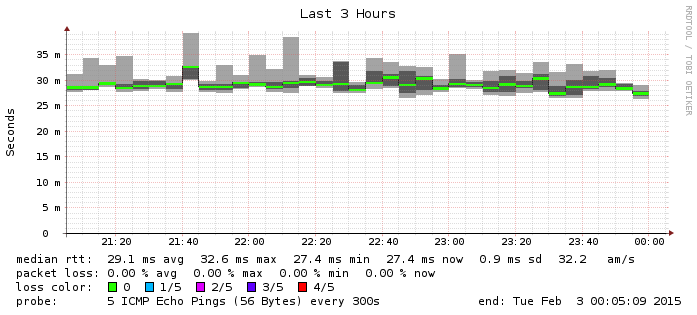 Last 3 Hours
RRDTOOL / TOBI OETIKER
Seconds
35 m
30 m
25 m
20 m
15 m
10 m
5 m
0
21:20 21:40 22:00 22:20 22:40 23:00 23:20 23:40 00:00
median rtt: 29.1 ms avg 32.6 ms max 27.4 ms min 27.4 ms now 0.9 ms sd 32.2 am/s
packet loss: 0.00 % avg 0.00 % max 0.00 % min 0.00 % now
loss color: 0 1/5 2/5 3/5 4/5
probe: 5 ICMP Echo Pings (56 Bytes) every 300s end: Tue Feb 3 00:05:09 2015